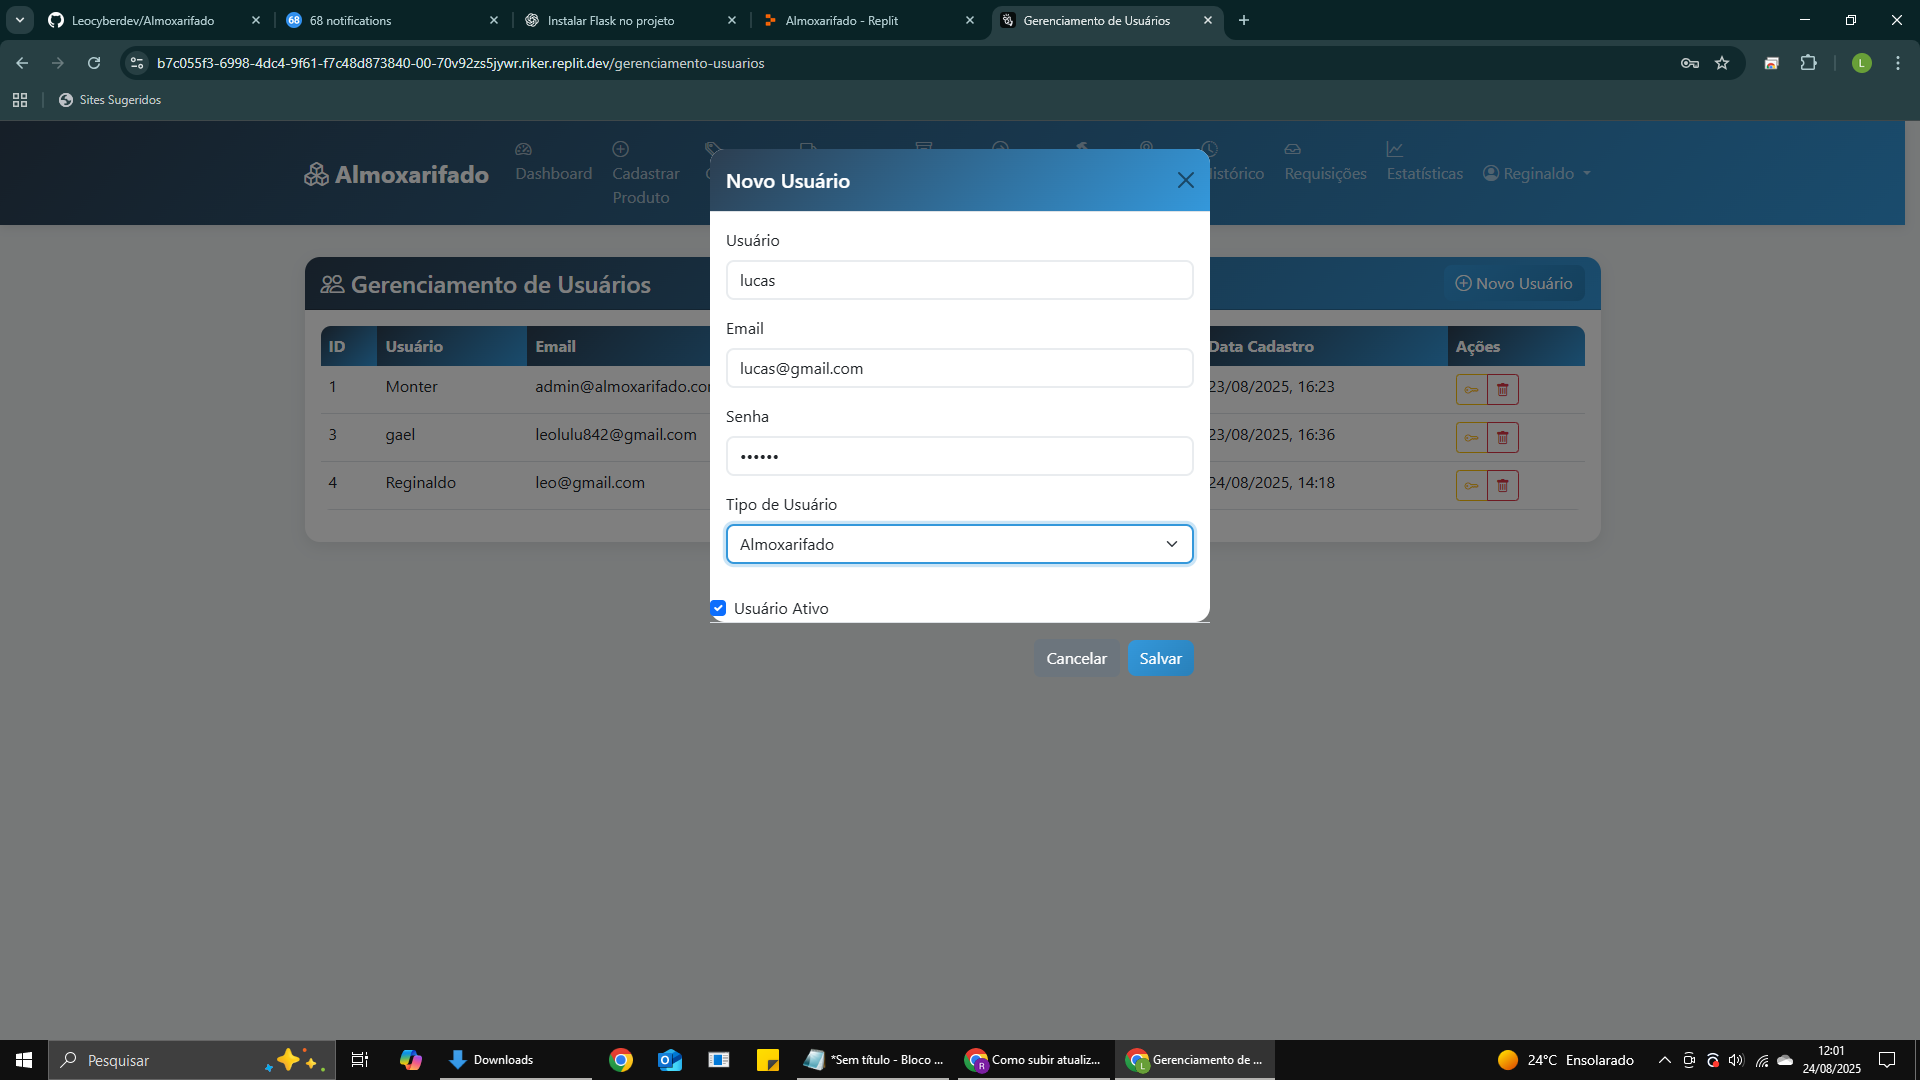 Leocyberdev/Almoxarifado
68
68 notifications
Instalar Flask no projeto
Almoxarifado - Replit
Gerenciamento de Usuários
b7c055f3-6998-4dc4-9f61-f7c48d873840-00-70v92zs5jywr.riker.replit.dev/gerenciamento-usuarios
L
Sites Sugeridos
Almoxarifado
Dashboard
Cadastrar
Produto
Histórico
Requisições
Estatísticas
Reginaldo
Novo Usuário
Usuário
lucas
Email
lucas@gmail.com
Senha
••••••
Tipo de Usuário
Almoxarifado
Usuário Ativo
Cancelar
Salvar
Gerenciamento de Usuários
Novo Usuário
ID Usuário Email Data Cadastro Ações
1 Monter admin@almoxarifado.co 23/08/2025, 16:23
3 gael leolulu842@gmail.com 23/08/2025, 16:36
4 Reginaldo leo@gmail.com 24/08/2025, 14:18
Pesquisar
Downloads
*Sem título - Bloco ...
Como subir atualiz...
Gerenciamento de ...
24°C Ensolarado
12:01
24/08/2025